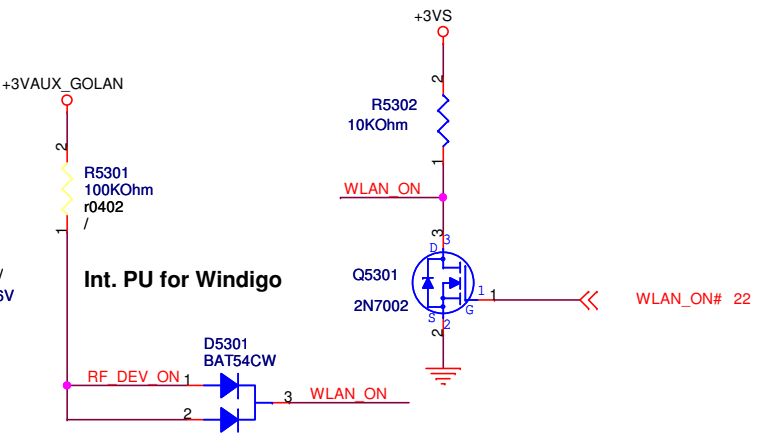 +3VS
+3VAUX_GOLAN
2
R5302
10KOhm
2
R5301
100KOhm
r0402
/
1
WLAN_ON
1
3
3
D
/
6V
Int. PU for Windigo
Q5301
2N7002
1
1
G
WLAN_ON# 22
S
2
2
D5301
BAT54CW
RF_DEV_ON
1
3
WLAN_ON
2